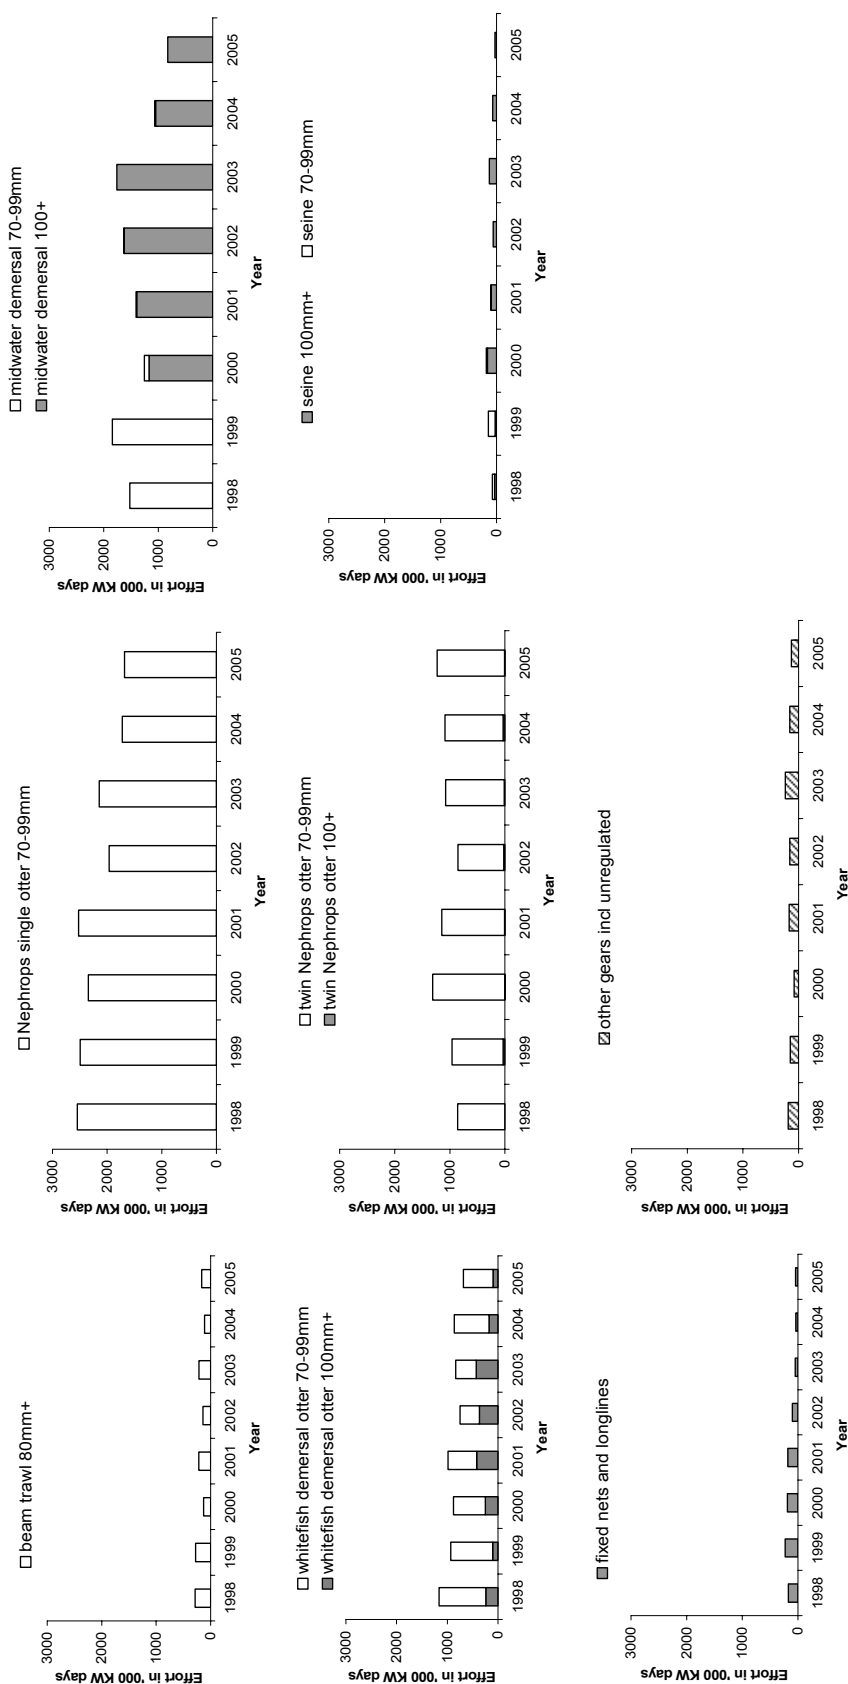 beam trawl 80mm+
3000
2000
1000
0
Effort in '000 KW days
1998 1999 2000 2001 2002 2003 2004 2005
Year
Nephrops single otter 70-99mm
3000
2000
1000
0
Effort in '000 KW days
1998 1999 2000 2001 2002 2003 2004 2005
Year
midwater demersal 70-99mm
midwater demersal 100+
3000
2000
1000
0
Effort in '000 KW days
1998 1999 2000 2001 2002 2003 2004 2005
Year
whitefish demersal otter 70-99mm
whitefish demersal otter 100mm+
3000
2000
1000
0
Effort in '000 KW days
1998 1999 2000 2001 2002 2003 2004 2005
Year
twin Nephrops otter 70-99mm
twin Nephrops otter 100+
3000
2000
1000
0
Effort in '000 KW days
1998 1999 2000 2001 2002 2003 2004 2005
Year
seine 100mm+ seine 70-99mm
3000
2000
1000
0
Effort in '000 KW days
1998 1999 2000 2001 2002 2003 2004 2005
Year
fixed nets and longlines
3000
2000
1000
0
Effort in '000 KW days
1998 1999 2000 2001 2002 2003 2004 2005
Year
other gears incl unregulated
3000
2000
1000
0
Effort in '000 KW days
1998 1999 2000 2001 2002 2003 2004 2005
Year